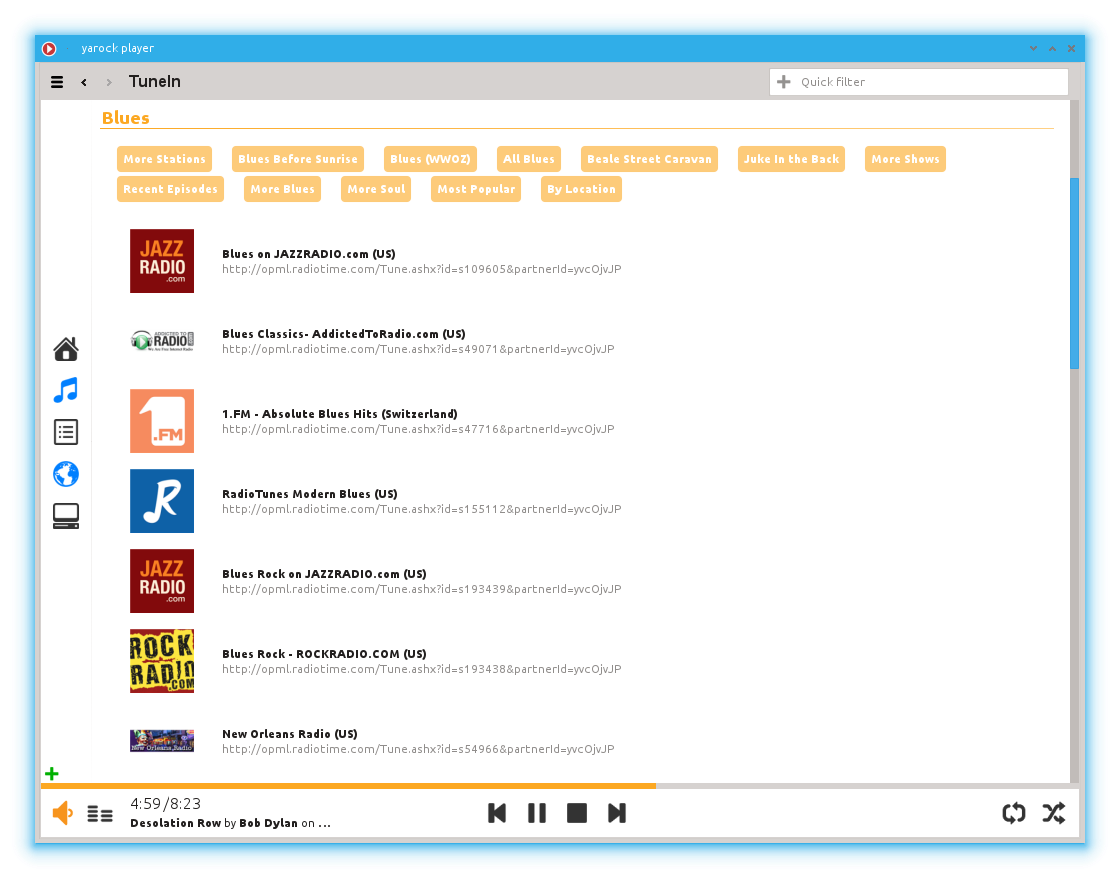 yarock player
TuneIn
Quick filter
Blues
More Stations Blues Before Sunrise Blues (WWOZ) All Blues Beale Street Caravan Juke In the Back More Shows
Recent Episodes More Blues More Soul Most Popular By Location
JAZZ
RADIO
.com
Blues on JAZZRADIO.com (US)
http://opml.radiotime.com/Tune.ashx?id=s109605&partnerId=yvcOjvJP
ADDICTED TO
RADIO
Blues Classics- AddictedToRadio.com (US)
http://opml.radiotime.com/Tune.ashx?id=s49071&partnerId=yvcOjvJP
1.FM
1.FM - Absolute Blues Hits (Switzerland)
http://opml.radiotime.com/Tune.ashx?id=s47716&partnerId=yvcOjvJP
R
RadioTunes Modern Blues (US)
http://opml.radiotime.com/Tune.ashx?id=s155112&partnerId=yvcOjvJP
JAZZ
RADIO
.com
Blues Rock on JAZZRADIO.com (US)
http://opml.radiotime.com/Tune.ashx?id=s193439&partnerId=yvcOjvJP
ROCK
RADIO
.COM
Blues Rock - ROCKRADIO.COM (US)
http://opml.radiotime.com/Tune.ashx?id=s193438&partnerId=yvcOjvJP
New Orleans Radio
New Orleans Radio (US)
http://opml.radiotime.com/Tune.ashx?id=s54966&partnerId=yvcOjvJP
4:59/8:23
Desolation Row by Bob Dylan on ...